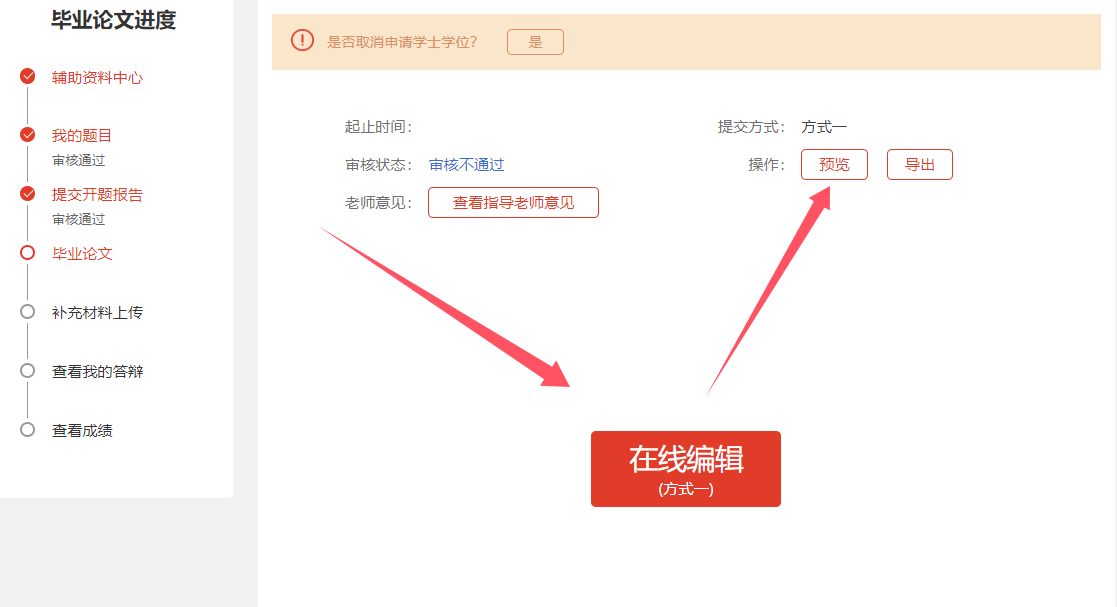 毕业论文进度
辅助资料中心
我的题目
审核通过
提交开题报告
审核通过
毕业论文
补充材料上传
查看我的答辩
查看成绩
是否取消申请学士学位? 是
起止时间: 提交方式: 方式一
审核状态: 审核不通过 操作: 预览 导出
老师意见: 查看指导老师意见
在线编辑
(方式一)